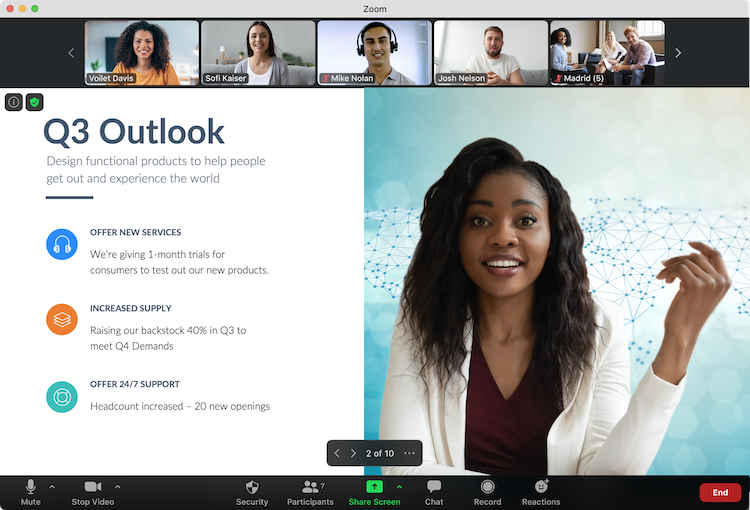 Zoom
Voilet Davis
Sofi Kaiser
Mike Nolan
Josh Nelson
Madrid (5)
Q3 Outlook
Design functional products to help people
get out and experience the world
OFFER NEW SERVICES
We're giving 1-month trials for
consumers to test out our new products.
INCREASED SUPPLY
Raising our backstock 40% in Q3 to
meet Q4 Demands
OFFER 24/7 SUPPORT
Headcount increased – 20 new openings
2 of 10
7
Mute
Stop Video
Security
Participants
Share Screen
Chat
Record
Reactions
End